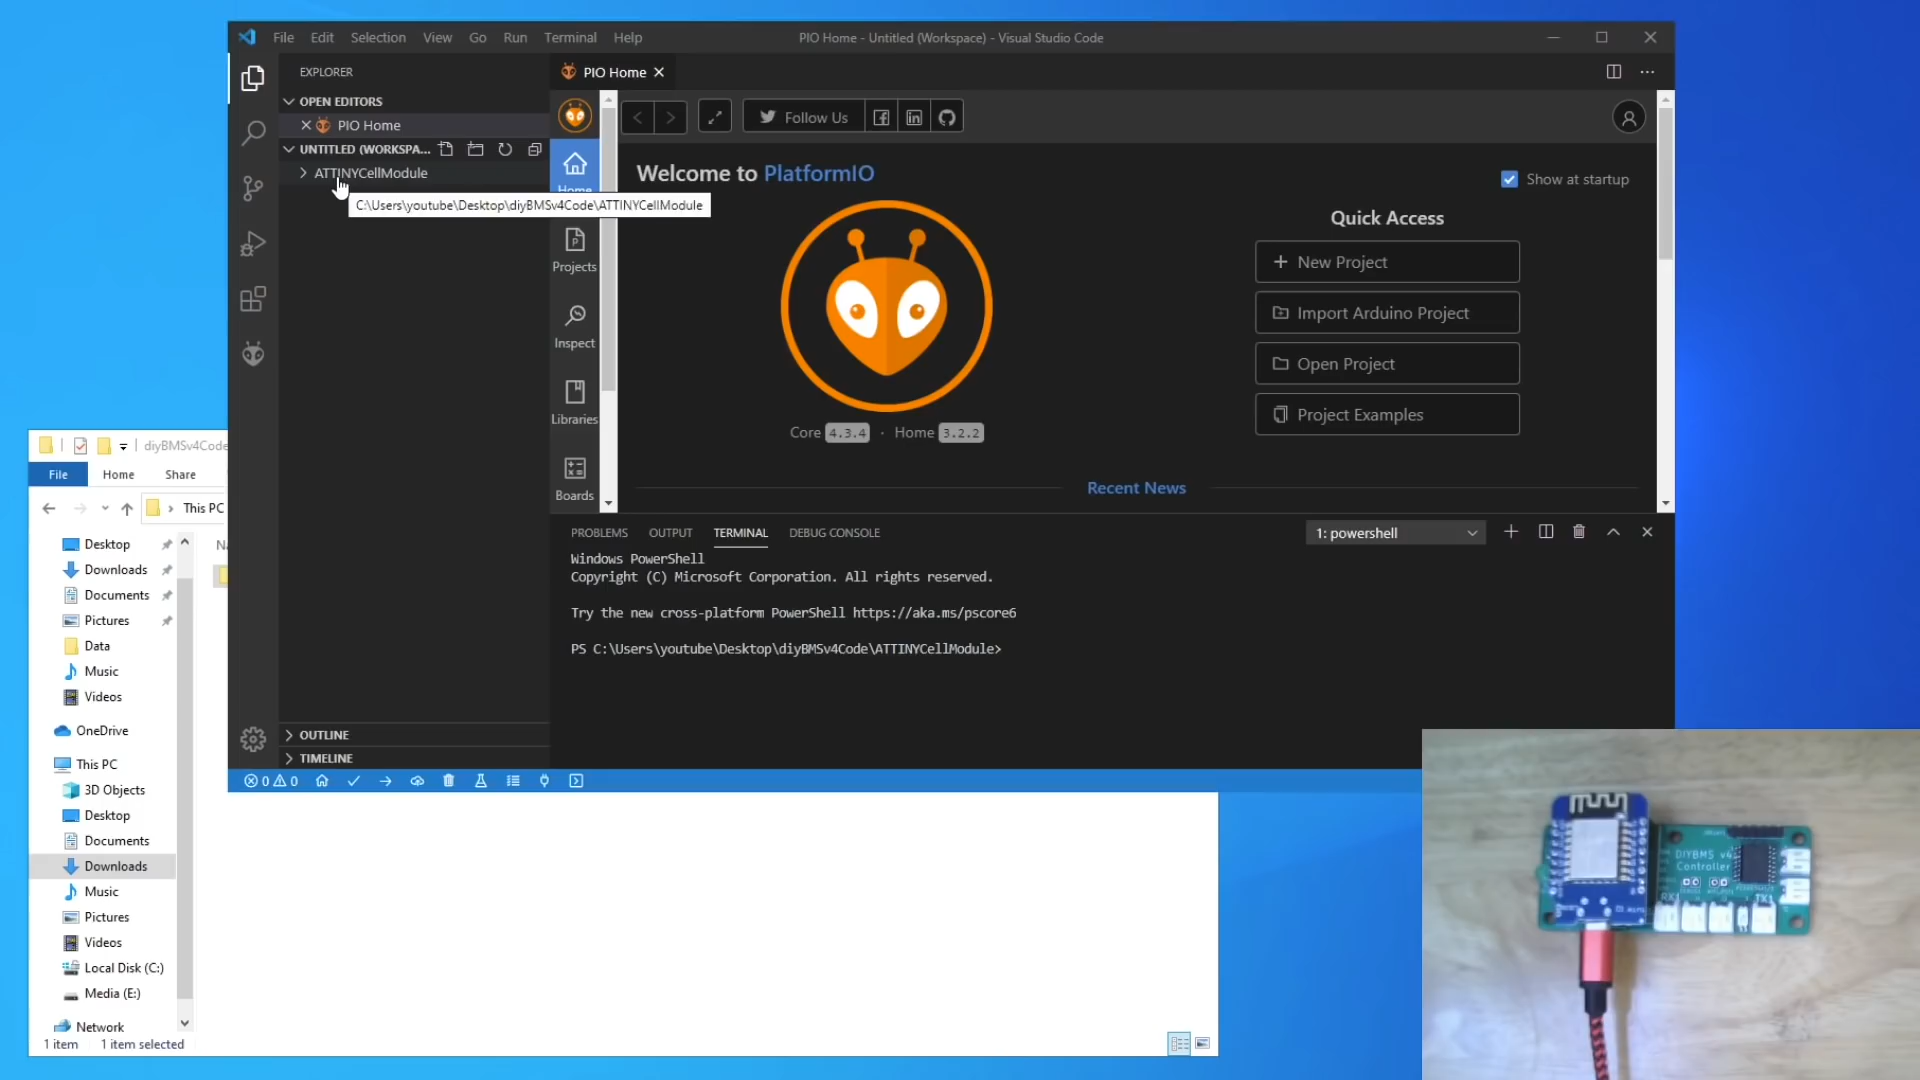 File Edit Selection View Go Run Terminal Help
PIO Home - Untitled (Workspace) - Visual Studio Code
EXPLORER
OPEN EDITORS
PIO Home
UNTITLED (WORKSPA...
ATTINYCellModule
C:\Users\youtube\Desktop\diyBMSv4Code\ATTINYCellModule
OUTLINE
TIMELINE
PIO Home
Home
Projects
Inspect
Libraries
Boards
Follow Us
Welcome to PlatformIO
Show at startup
Core 4.3.4 · Home 3.2.2
Quick Access
New Project
Import Arduino Project
Open Project
Project Examples
Recent News
PROBLEMS OUTPUT TERMINAL DEBUG CONSOLE
1: powershell
Windows PowerShell
Copyright (C) Microsoft Corporation. All rights reserved.
Try the new cross-platform PowerShell https://aka.ms/pscore6
PS C:\Users\youtube\Desktop\diyBMSv4Code\ATTINYCellModule>
0 0
diyBMSv4Code
File Home Share
This PC
Desktop
Downloads
Documents
Pictures
Data
Music
Videos
OneDrive
This PC
3D Objects
Desktop
Documents
Downloads
Music
Pictures
Videos
Local Disk (C:)
Media (E:)
Network
1 item 1 item selected
DIYBMS v4
Controller
RX1
TX1